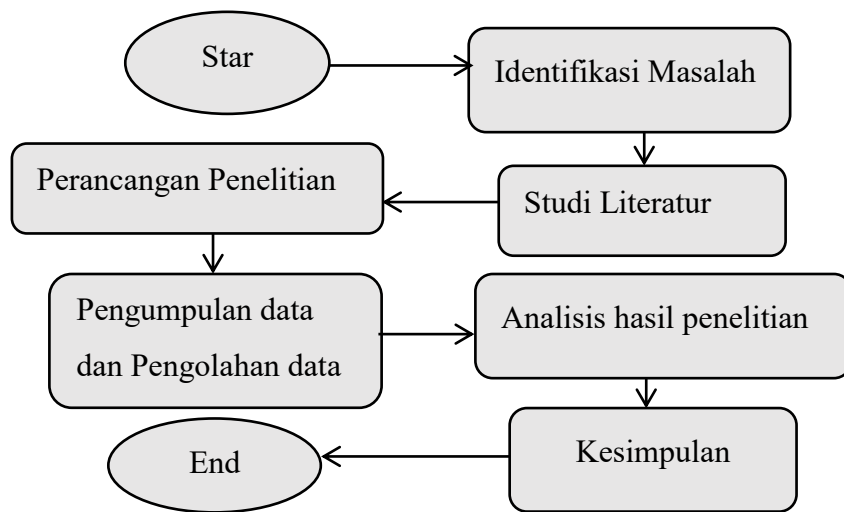 Star
Identifikasi Masalah
Studi Literatur
Perancangan Penelitian
Pengumpulan data
dan Pengolahan data
Analisis hasil penelitian
Kesimpulan
End